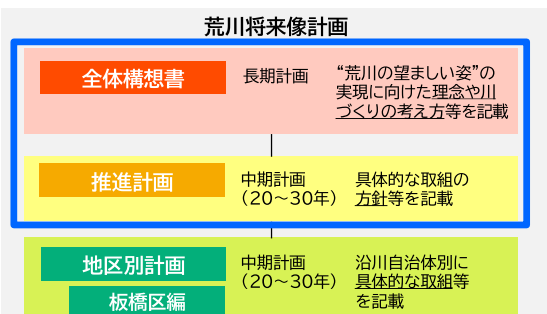 荒川将来像計画
全体構想書
長期計画
“荒川の望ましい姿”の
実現に向けた理念や川
づくりの考え方等を記載
推進計画
中期計画
（20～30年）
具体的な取組の
方針等を記載
地区別計画
中期計画
（20～30年）
沿川自治体別に
具体的な取組等
を記載
板橋区編